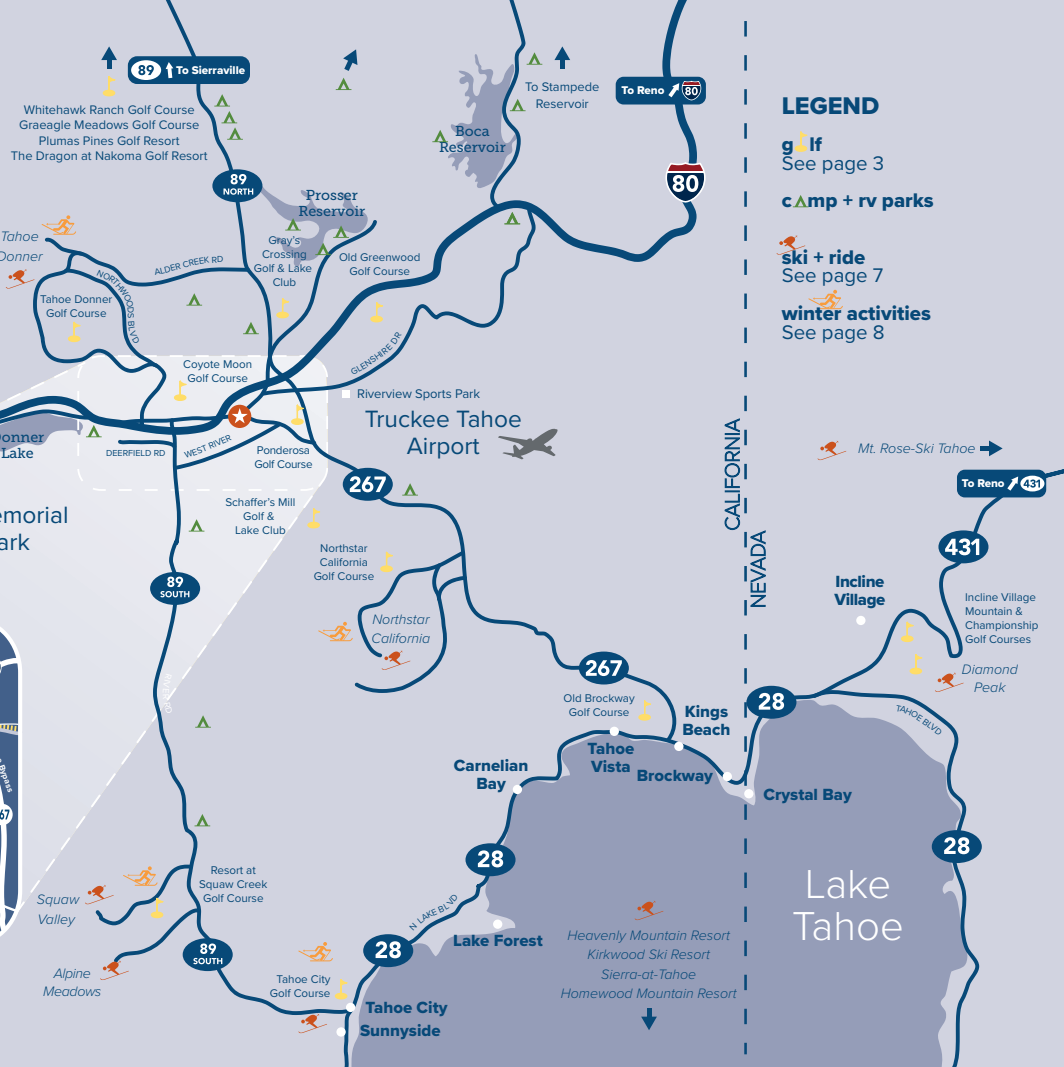 89 To Sierraville
Whitehawk Ranch Golf Course
Graeagle Meadows Golf Course
Plumas Pines Golf Resort
The Dragon at Nakoma Golf Resort
To Stampede
Reservoir
Boca
Reservoir
To Reno 80
80
LEGEND
g lf
See page 3
c mp + rv parks
ski + ride
See page 7
winter activities
See page 8
89
NORTH
Prosser
Reservoir
Tahoe
Donner
ALDER CREEK RD
NORTHWOODS BLVD
Gray's
Crossing
Golf & Lake
Club
Old Greenwood
Golf Course
Tahoe Donner
Golf Course
GLENSHIRE DR
Coyote Moon
Golf Course
Riverview Sports Park
Truckee Tahoe
Airport
onner
Lake
DEERFIELD RD
WEST RIVER
Ponderosa
Golf Course
267
CALIFORNIA
NEVADA
Mt. Rose-Ski Tahoe
To Reno 431
431
emorial
ark
Schaffer's Mill
Golf &
Lake Club
Northstar
California
Golf Course
89
SOUTH
Northstar
California
Incline
Village
Incline Village
Mountain &
Championship
Golf Courses
Diamond
Peak
267
Old Brockway
Golf Course
28
TAHOE BLVD
Kings
Beach
Tahoe
Vista
Brockway
Carnelian
Bay
Crystal Bay
Bypass
67
28
28
Lake
Tahoe
Resort at
Squaw Creek
Golf Course
Squaw
Valley
N LAKE BLVD
Lake Forest
28
89
SOUTH
Alpine
Meadows
Tahoe City
Golf Course
Tahoe City
Sunnyside
Heavenly Mountain Resort
Kirkwood Ski Resort
Sierra-at-Tahoe
Homewood Mountain Resort